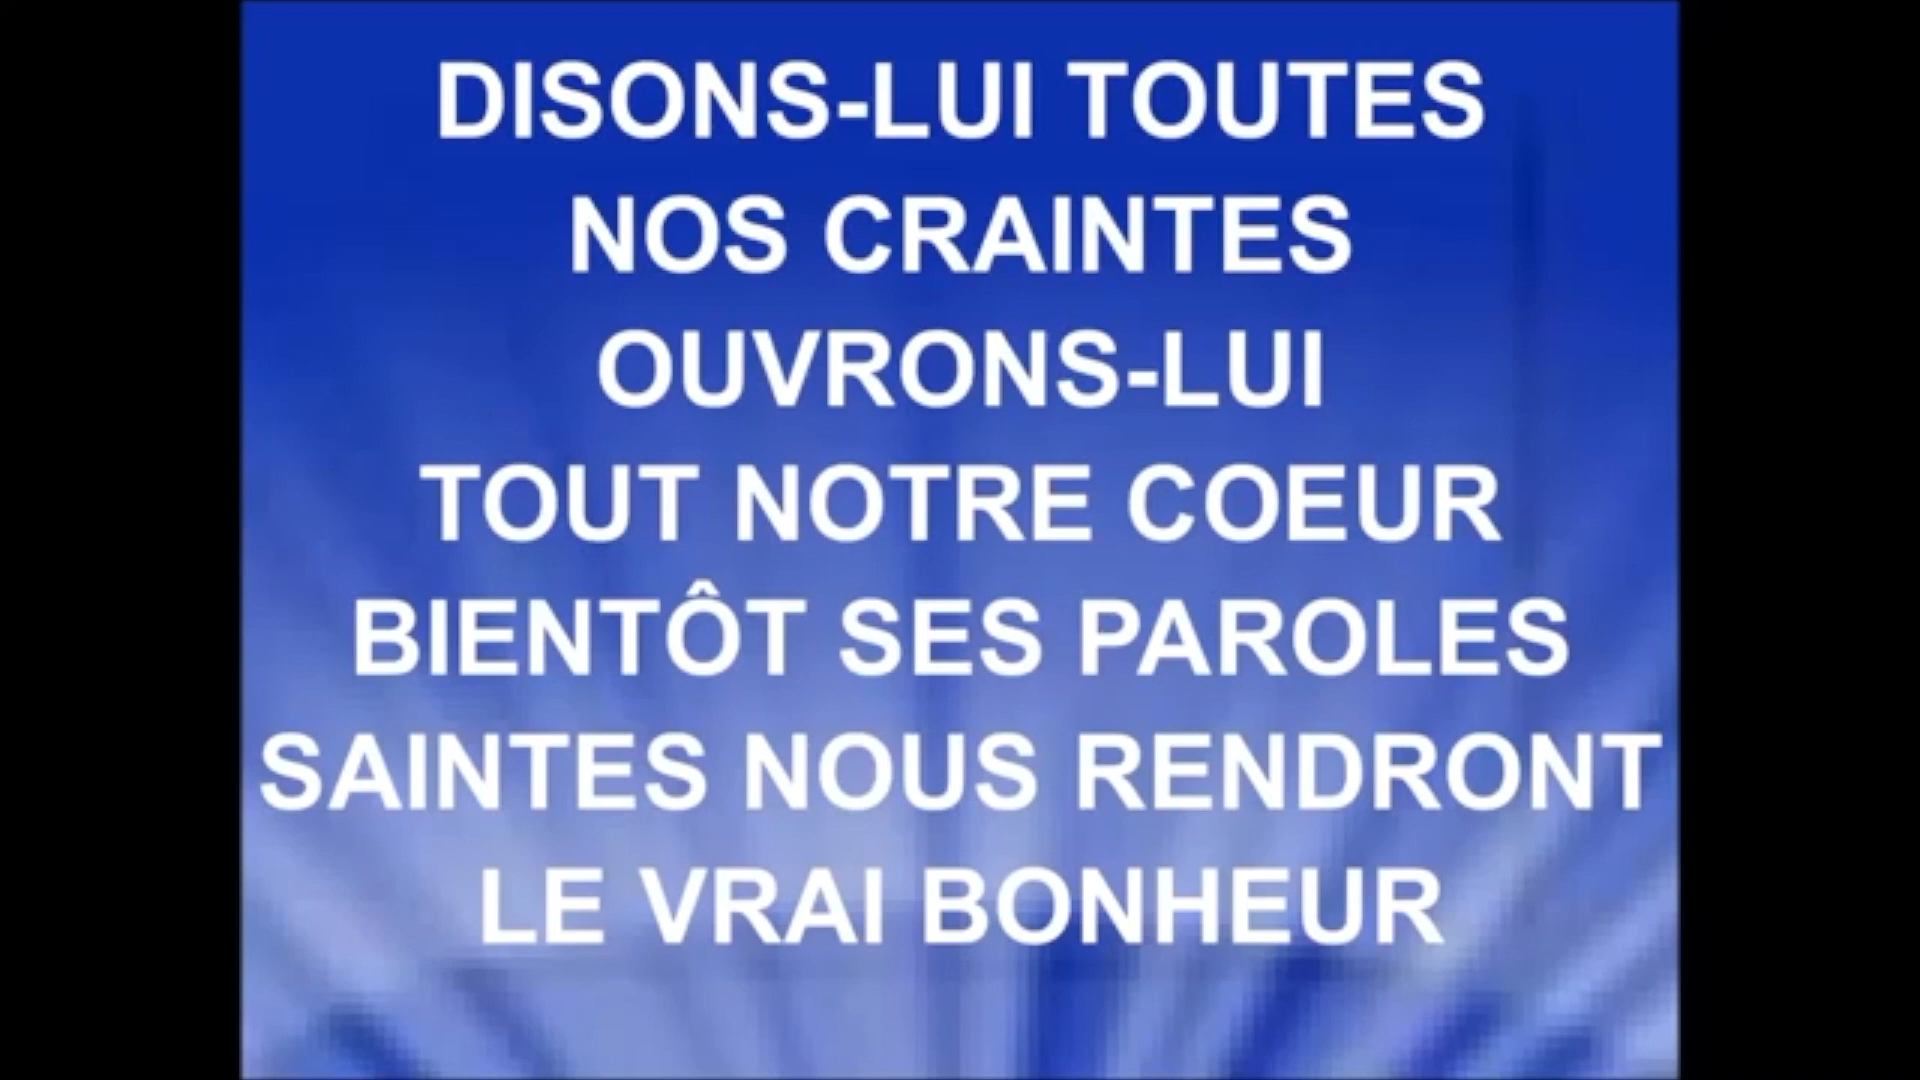 DISONS-LUI TOUTES
NOS CRAINTES
OUVRONS-LUI
TOUT NOTRE COEUR
BIENTÔT SES PAROLES
SAINTES NOUS RENDRONT
LE VRAI BONHEUR